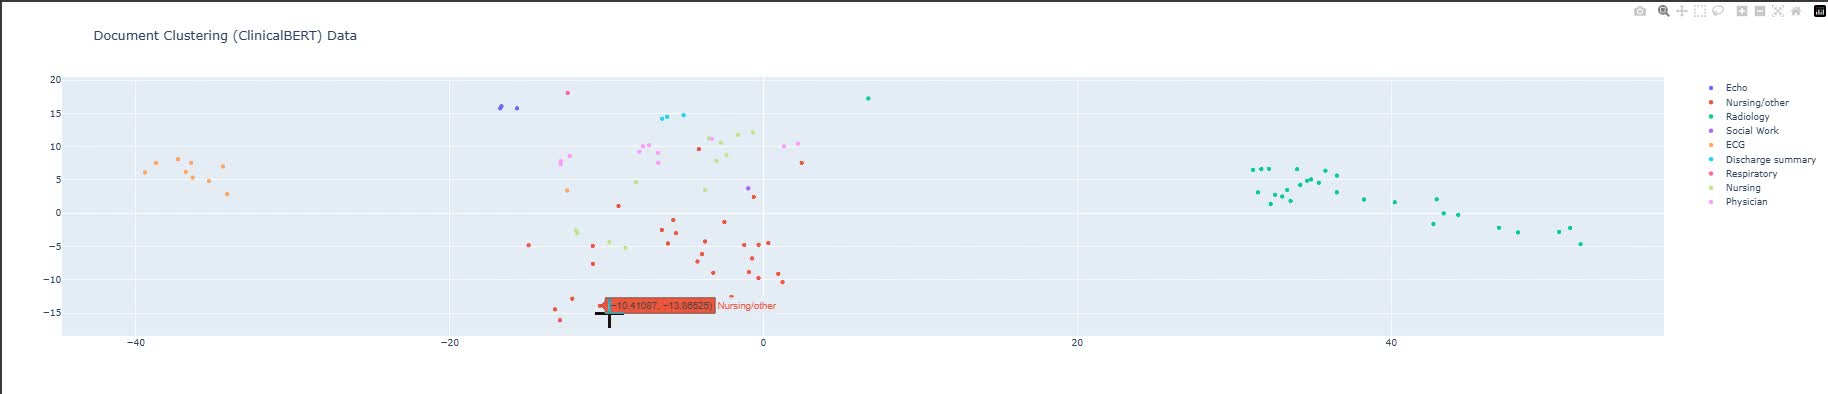 Document Clustering (ClinicalBERT) Data
20
15
10
5
0
−5
−10
−15
−40
−20
0
20
40
(−10.41087, −13.86525) Nursing/other
Echo
Nursing/other
Radiology
Social Work
ECG
Discharge summary
Respiratory
Nursing
Physician